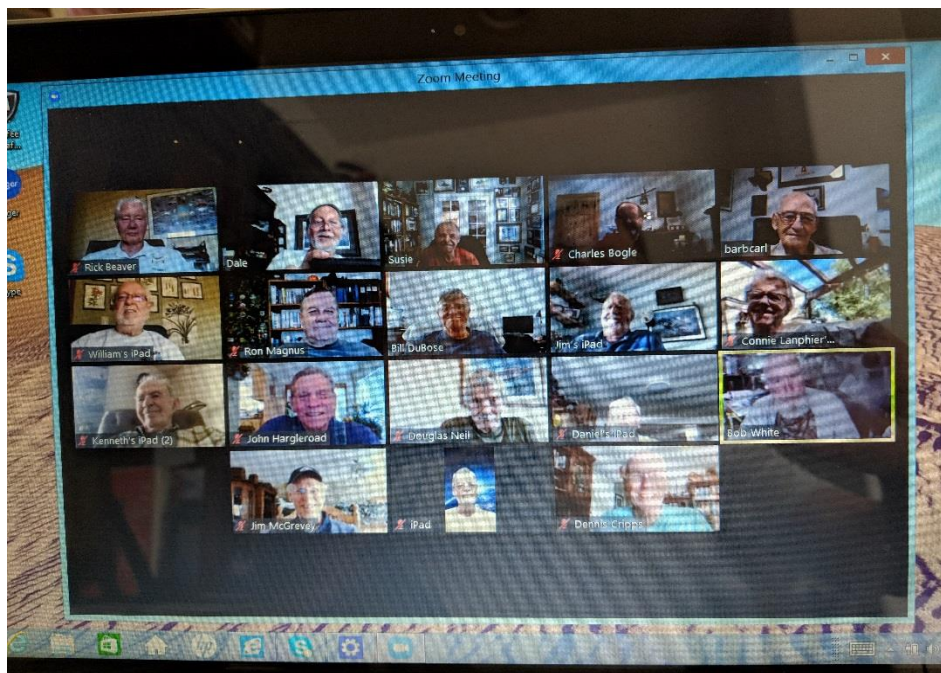 Zoom Meeting
Rick Beaver
Dale
Susie
Charles Bogle
barbcarl
William's iPad
Ron Magnus
Bill DuBose
Jim's iPad
Connie Lanphier'...
Kenneth's iPad (2)
John Hargleroad
Douglas Neil
Daniel's iPad
Bob White
Jim McGrevey
iPad
Dennis Cripps
hp